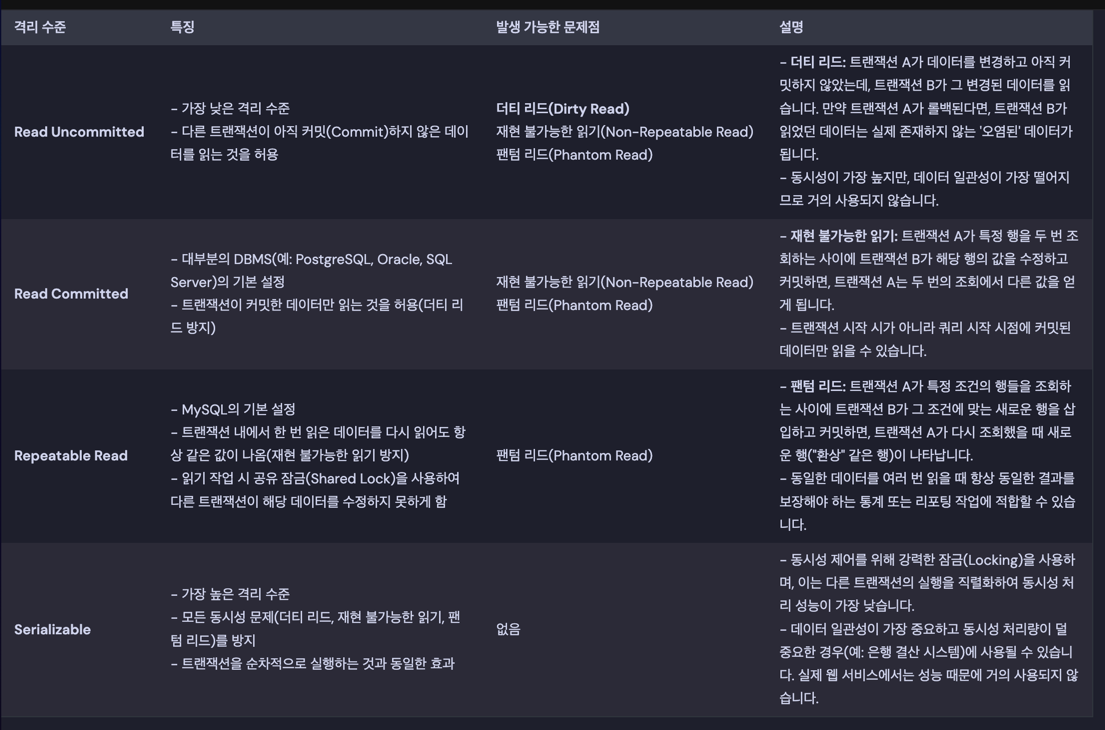 격리 수준
특징
발생 가능한 문제점
설명
Read Uncommitted
- 가장 낮은 격리 수준
- 다른 트랜잭션이 아직 커밋(Commit)하지 않은 데이
터를 읽는 것을 허용
더티 리드(Dirty Read)
재현 불가능한 읽기(Non-Repeatable Read)
팬텀 리드(Phantom Read)
- 더티 리드: 트랜잭션 A가 데이터를 변경하고 아직 커
밋하지 않았는데, 트랜잭션 B가 그 변경된 데이터를 읽
습니다. 만약 트랜잭션 A가 롤백된다면, 트랜잭션 B가
읽었던 데이터는 실제 존재하지 않는 '오염된' 데이터가
됩니다.
- 동시성이 가장 높지만, 데이터 일관성이 가장 떨어지
므로 거의 사용되지 않습니다.
Read Committed
- 대부분의 DBMS(예: PostgreSQL, Oracle, SQL
Server)의 기본 설정
- 트랜잭션이 커밋한 데이터만 읽는 것을 허용(더티 리
드 방지)
재현 불가능한 읽기(Non-Repeatable Read)
팬텀 리드(Phantom Read)
- 재현 불가능한 읽기: 트랜잭션 A가 특정 행을 두 번 조
회하는 사이에 트랜잭션 B가 해당 행의 값을 수정하고
커밋하면, 트랜잭션 A는 두 번의 조회에서 다른 값을 얻
게 됩니다.
- 트랜잭션 시작 시가 아니라 쿼리 시작 시점에 커밋된
데이터만 읽을 수 있습니다.
Repeatable Read
- MySQL의 기본 설정
- 트랜잭션 내에서 한 번 읽은 데이터를 다시 읽어도 항
상 같은 값이 나옴(재현 불가능한 읽기 방지)
- 읽기 작업 시 공유 잠금(Shared Lock)을 사용하여
다른 트랜잭션이 해당 데이터를 수정하지 못하게 함
팬텀 리드(Phantom Read)
- 팬텀 리드: 트랜잭션 A가 특정 조건의 행들을 조회하
는 사이에 트랜잭션 B가 그 조건에 맞는 새로운 행을 삽
입하고 커밋하면, 트랜잭션 A가 다시 조회했을 때 새로
운 행("환상" 같은 행)이 나타납니다.
- 동일한 데이터를 여러 번 읽을 때 항상 동일한 결과를
보장해야 하는 통계 또는 리포팅 작업에 적합할 수 있습
니다.
Serializable
- 가장 높은 격리 수준
- 모든 동시성 문제(더티 리드, 재현 불가능한 읽기, 팬
텀 리드)를 방지
- 트랜잭션을 순차적으로 실행하는 것과 동일한 효과
없음
- 동시성 제어를 위해 강력한 잠금(Locking)을 사용하
며, 이는 다른 트랜잭션의 실행을 직렬화하여 동시성 처
리 성능이 가장 낮습니다.
- 데이터 일관성이 가장 중요하고 동시성 처리량이 덜
중요한 경우(예: 은행 결산 시스템)에 사용될 수 있습니
다. 실제 웹 서비스에서는 성능 때문에 거의 사용되지 않
습니다.